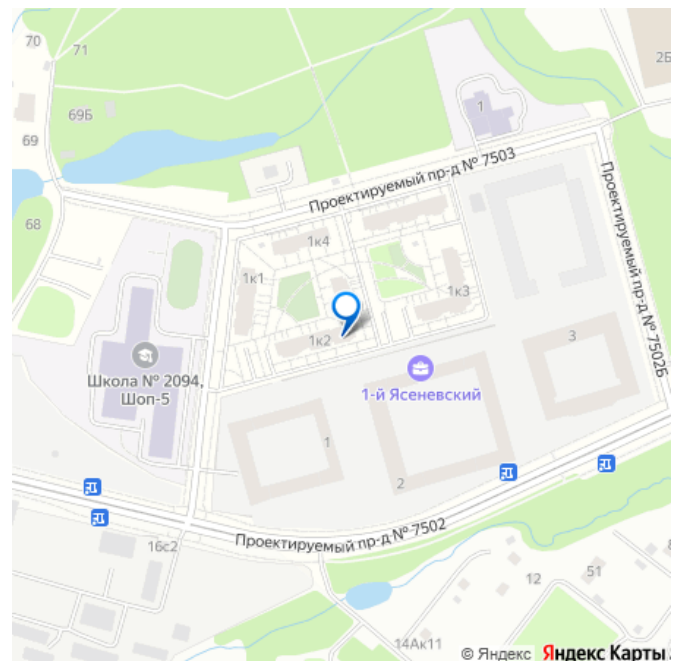 70
71
2Б
69Б
69
1
Проектируемый пр-д № 7503
68
1к4
1к1
1к3
Проектируемый пр-д № 7502Б
1к2
3
Школа № 2094,
Шоп-5
1-й Ясеневский
1
2
Проектируемый пр-д № 7502
16с2
12
51
14Ак11
© Яндекс Яндекс Карты